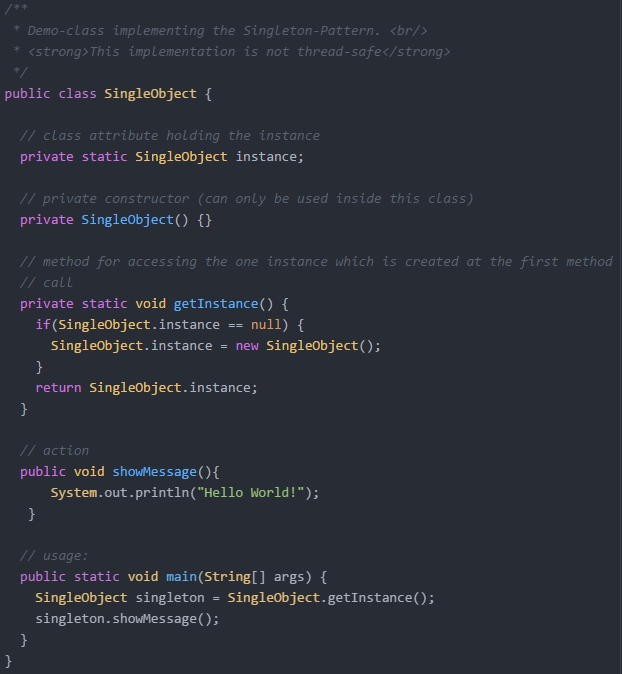 /**
 * Demo-class implementing the Singleton-Pattern. <br/>
 * <strong>This implementation is not thread-safe</strong>
 */
public class SingleObject {

  // class attribute holding the instance
  private static SingleObject instance;

  // private constructor (can only be used inside this class)
  private SingleObject() {}

  // method for accessing the one instance which is created at the first method
  // call
  private static void getInstance() {
    if(SingleObject.instance == null) {
      SingleObject.instance = new SingleObject();
    }
    return SingleObject.instance;
  }

  // action
  public void showMessage(){
      System.out.println("Hello World!");
   }

  // usage:
  public static void main(String[] args) {
    SingleObject singleton = SingleObject.getInstance();
    singleton.showMessage();
  }
}